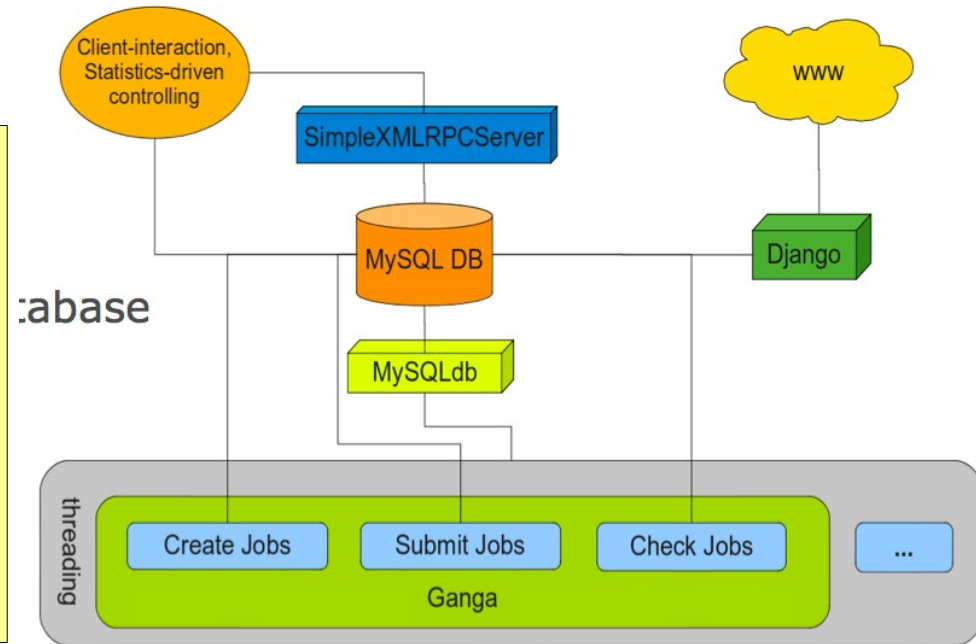 Client-interaction,
Statistics-driven
controlling
www
SimpleXMLRPCServer
MySQL DB
Django
tabase
MySQLdb
threading
Create Jobs
Submit Jobs
Check Jobs
...
Ganga